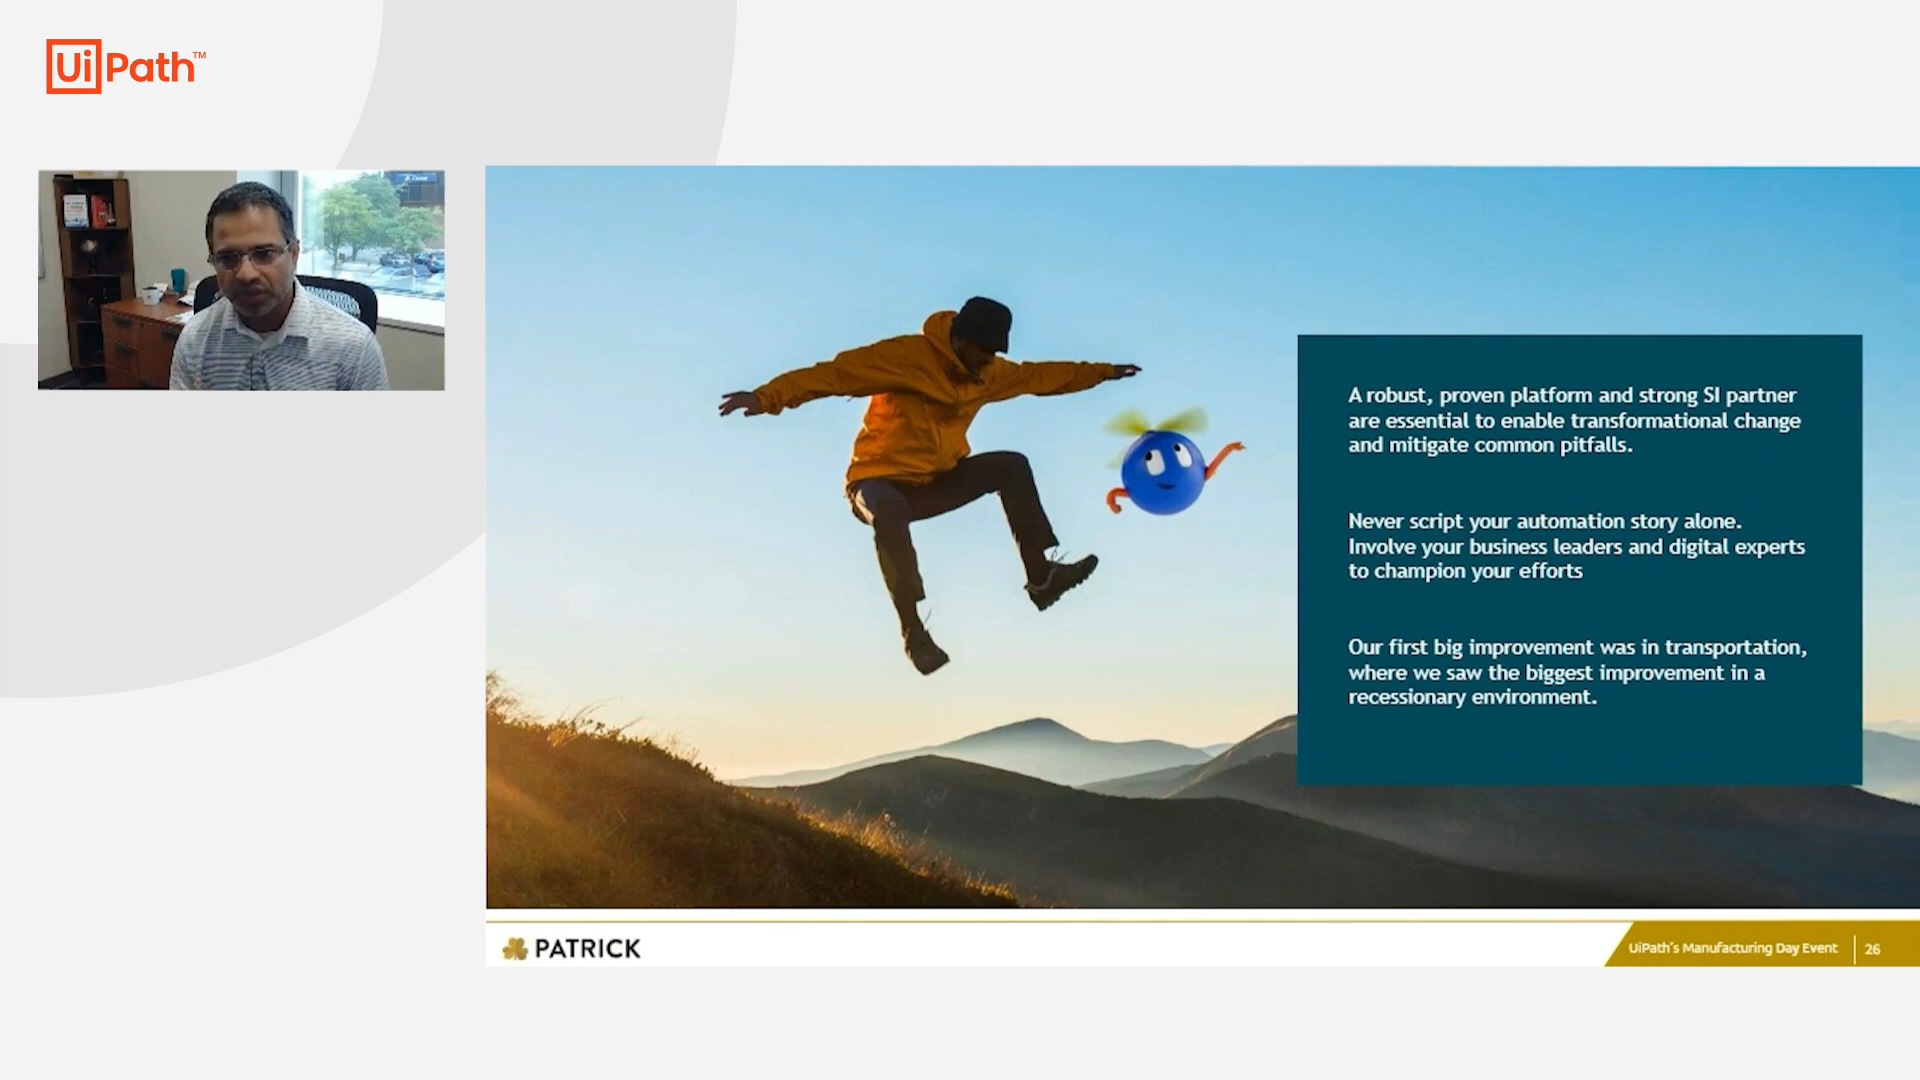 UiPath™
A robust, proven platform and strong SI partner
are essential to enable transformational change
and mitigate common pitfalls.
Never script your automation story alone.
Involve your business leaders and digital experts
to champion your efforts
Our first big improvement was in transportation,
where we saw the biggest improvement in a
recessionary environment.
PATRICK
UiPath's Manufacturing Day Event
26